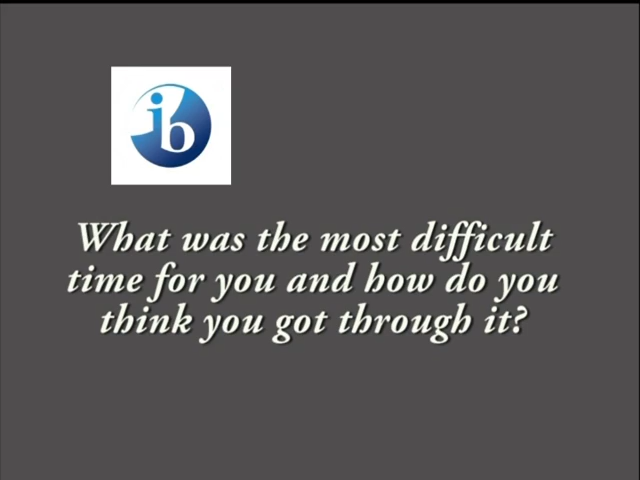 ib
What was the most difficult
time for you and how do you
think you got through it?